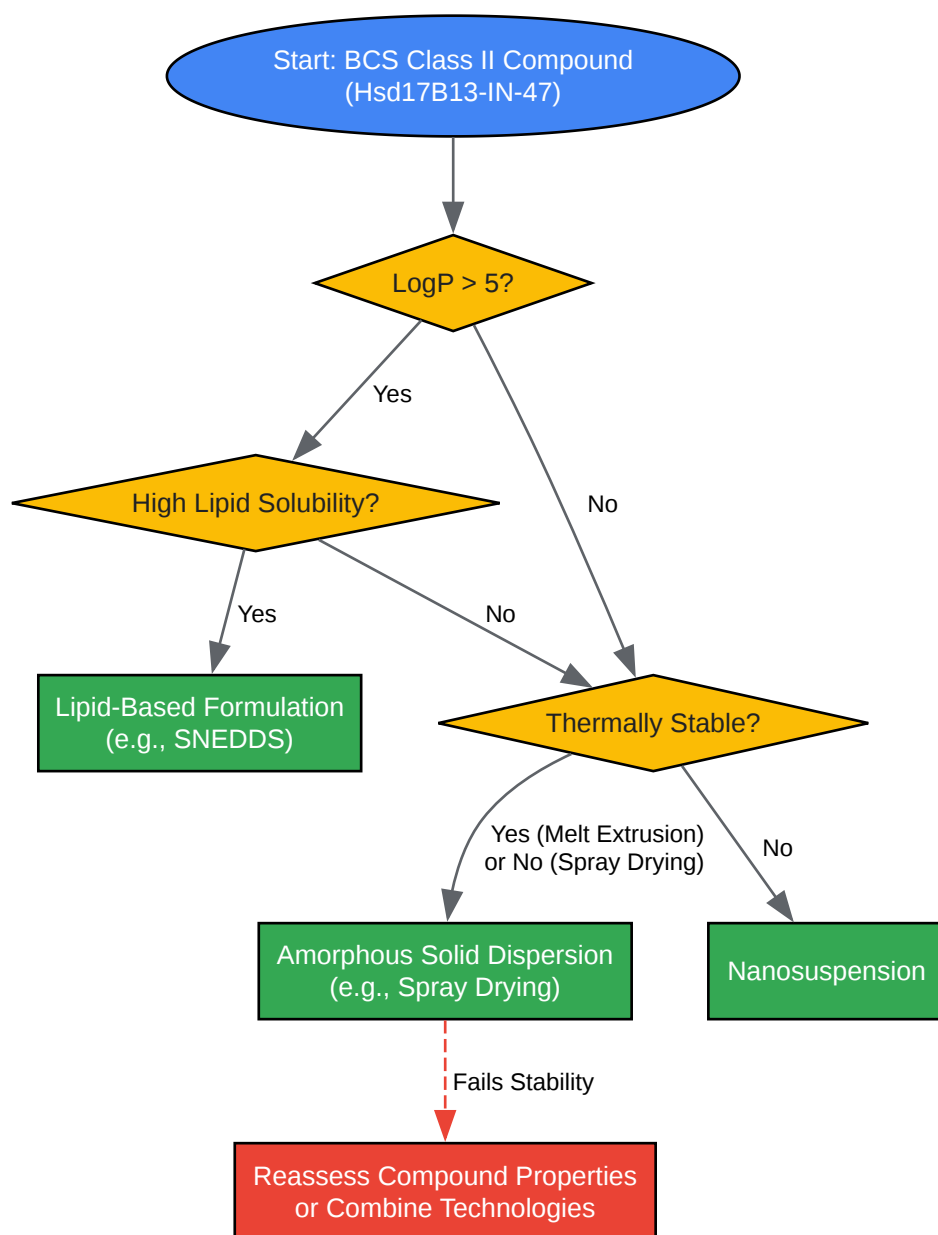 Start: BCS Class II Compound
(Hsd17B13-IN-47)
LogP > 5?
Yes
High Lipid Solubility?
No
Yes
No
Lipid-Based Formulation
(e.g., SNEDDS)
Thermally Stable?
Yes (Melt Extrusion)
or No (Spray Drying)
No
Amorphous Solid Dispersion
(e.g., Spray Drying)
Nanosuspension
Fails Stability
Reassess Compound Properties
or Combine Technologies